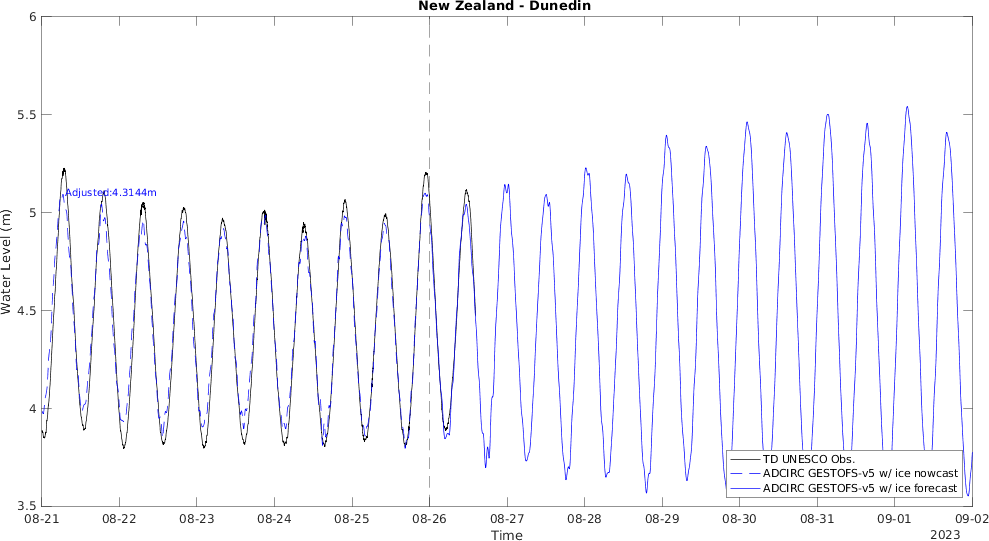 New Zealand - Dunedin
6
5.5
5
4.5
4
3.5
Water Level (m)
Adjusted:4.3144m
TD UNESCO Obs.
ADCIRC GESTOFS-v5 w/ ice nowcast
ADCIRC GESTOFS-v5 w/ ice forecast
08-21 08-22 08-23 08-24 08-25 08-26 08-27 08-28 08-29 08-30 08-31 09-01 09-02
Time
2023